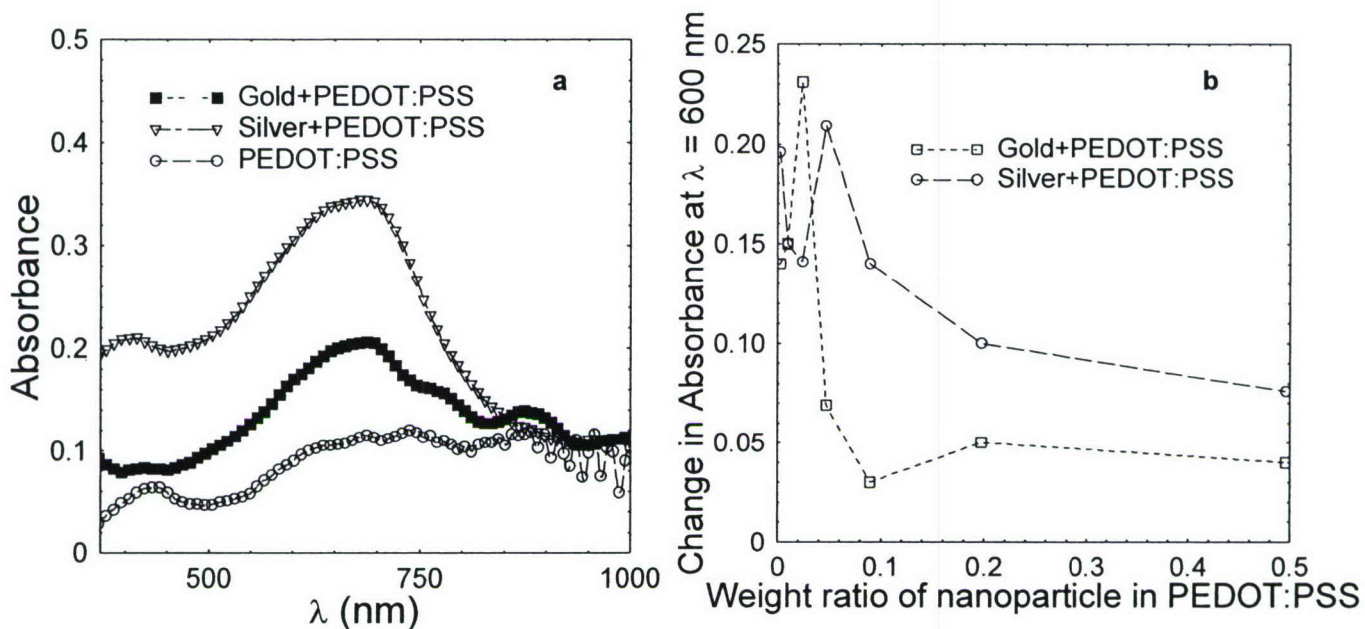 a
Gold+PEDOT:PSS
Silver+PEDOT:PSS
PEDOT:PSS
0.5
0.4
0.3
0.2
0.1
0
500
750
1000
Absorbance
λ (nm)
b
Gold+PEDOT:PSS
Silver+PEDOT:PSS
0.25
0.20
0.15
0.10
0.05
0
0
0.1
0.2
0.3
0.4
0.5
Change in Absorbance at λ = 600 nm
Weight ratio of nanoparticle in PEDOT:PSS